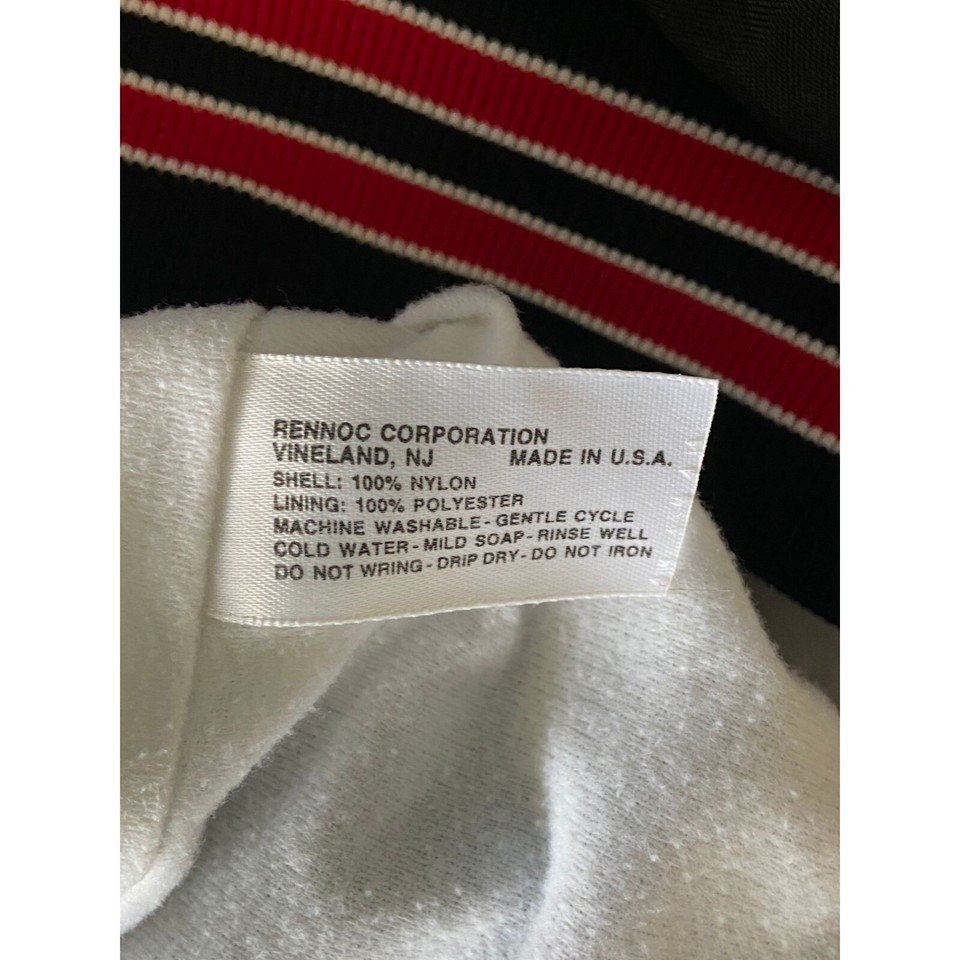 RENNOC CORPORATION
VINELAND, NJ MADE IN U.S.A.
SHELL: 100% NYLON
LINING: 100% POLYESTER
MACHINE WASHABLE-GENTLE CYCLE
COLD WATER-MILD SOAP-RINSE WELL
DO NOT WRING-DRIP DRY-DO NOT IRON